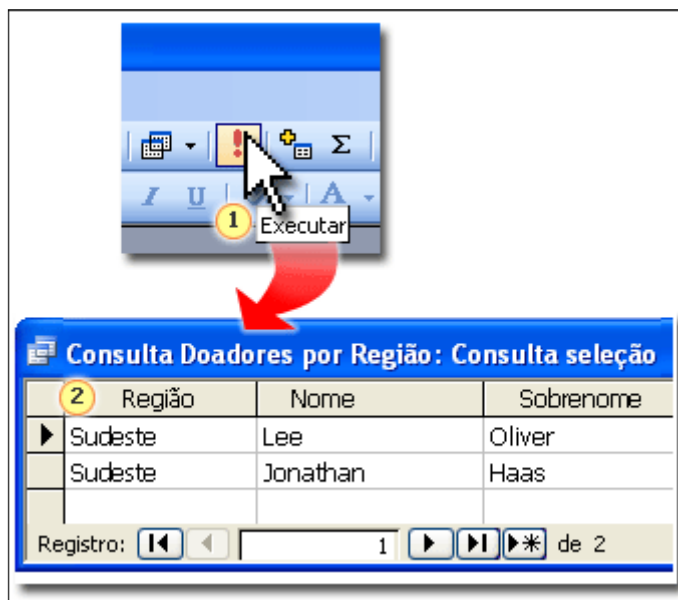 Σ
I U A
1 Executar
Consulta Doadores por Região: Consulta seleção
2 Região Nome Sobrenome
Sudeste Lee Oliver
Sudeste Jonathan Haas
Registro: 1 de 2